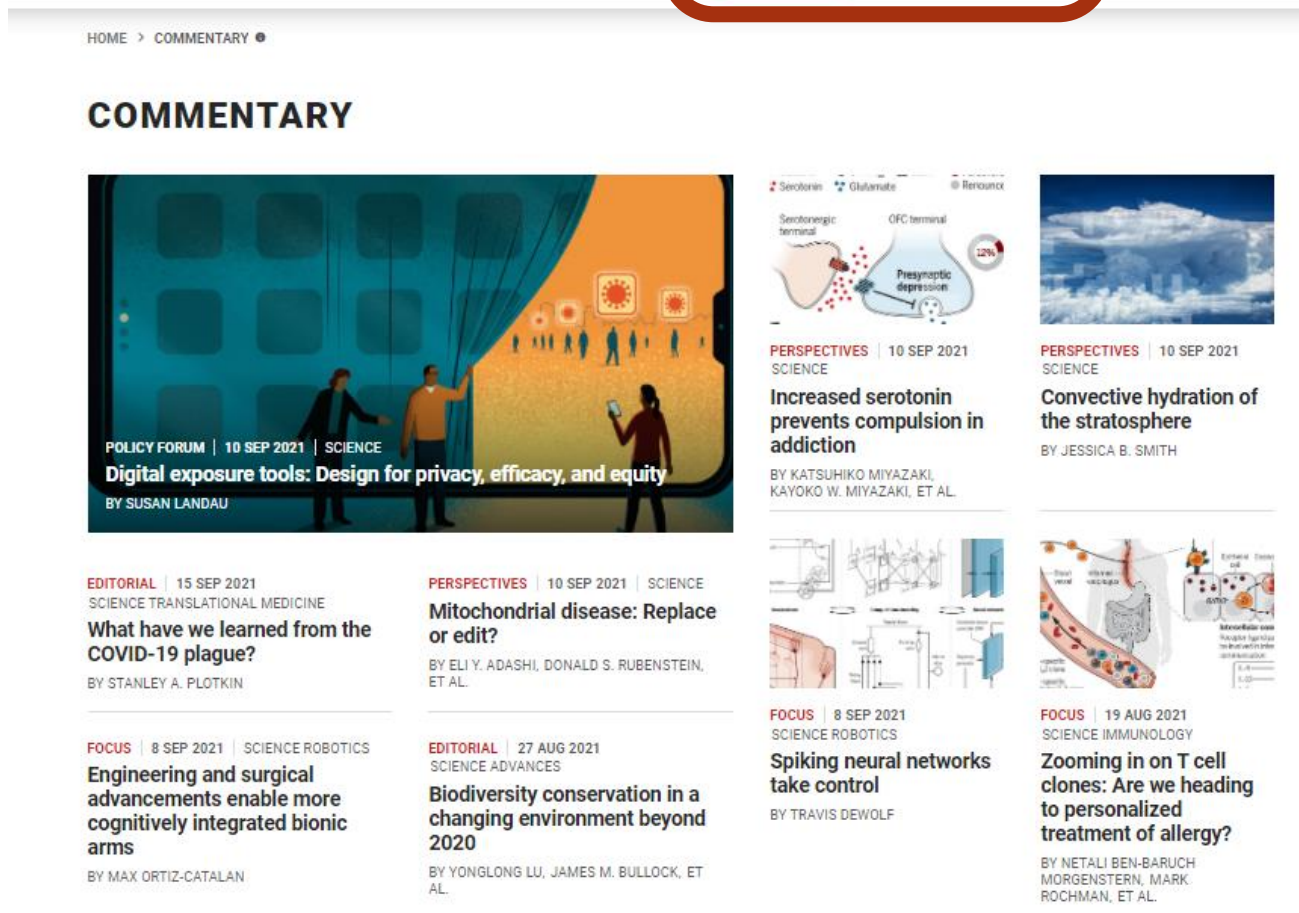 HOME > COMMENTARY
COMMENTARY
POLICY FORUM | 10 SEP 2021 | SCIENCE
Digital exposure tools: Design for privacy, efficacy, and equity
BY SUSAN LANDAU
EDITORIAL | 15 SEP 2021
SCIENCE TRANSLATIONAL MEDICINE
What have we learned from the
COVID-19 plague?
BY STANLEY A. PLOTKIN
FOCUS | 8 SEP 2021 | SCIENCE ROBOTICS
Engineering and surgical
advancements enable more
cognitively integrated bionic
arms
BY MAX ORTIZ-CATALAN
PERSPECTIVES | 10 SEP 2021 | SCIENCE
Mitochondrial disease: Replace
or edit?
BY ELI Y. ADASHI, DONALD S. RUBENSTEIN,
ET AL.
EDITORIAL | 27 AUG 2021
SCIENCE ADVANCES
Biodiversity conservation in a
changing environment beyond
2020
BY YONGLONG LU, JAMES M. BULLOCK, ET
AL.
Serotonin Glutamate Renounce
Serotonergic
terminal
OFC terminal
12%
Presynaptic
depression
PERSPECTIVES | 10 SEP 2021
SCIENCE
Increased serotonin
prevents compulsion in
addiction
BY KATSUHIKO MIYAZAKI,
KAYOKO W. MIYAZAKI, ET AL.
FOCUS | 8 SEP 2021
SCIENCE ROBOTICS
Spiking neural networks
take control
BY TRAVIS DEWOLF
PERSPECTIVES | 10 SEP 2021
SCIENCE
Convective hydration of
the stratosphere
BY JESSICA B. SMITH
FOCUS | 19 AUG 2021
SCIENCE IMMUNOLOGY
Zooming in on T cell
clones: Are we heading
to personalized
treatment of allergy?
BY NETALI BEN-BARUCH
MORGENSTERN, MARK
ROCHMAN, ET AL.